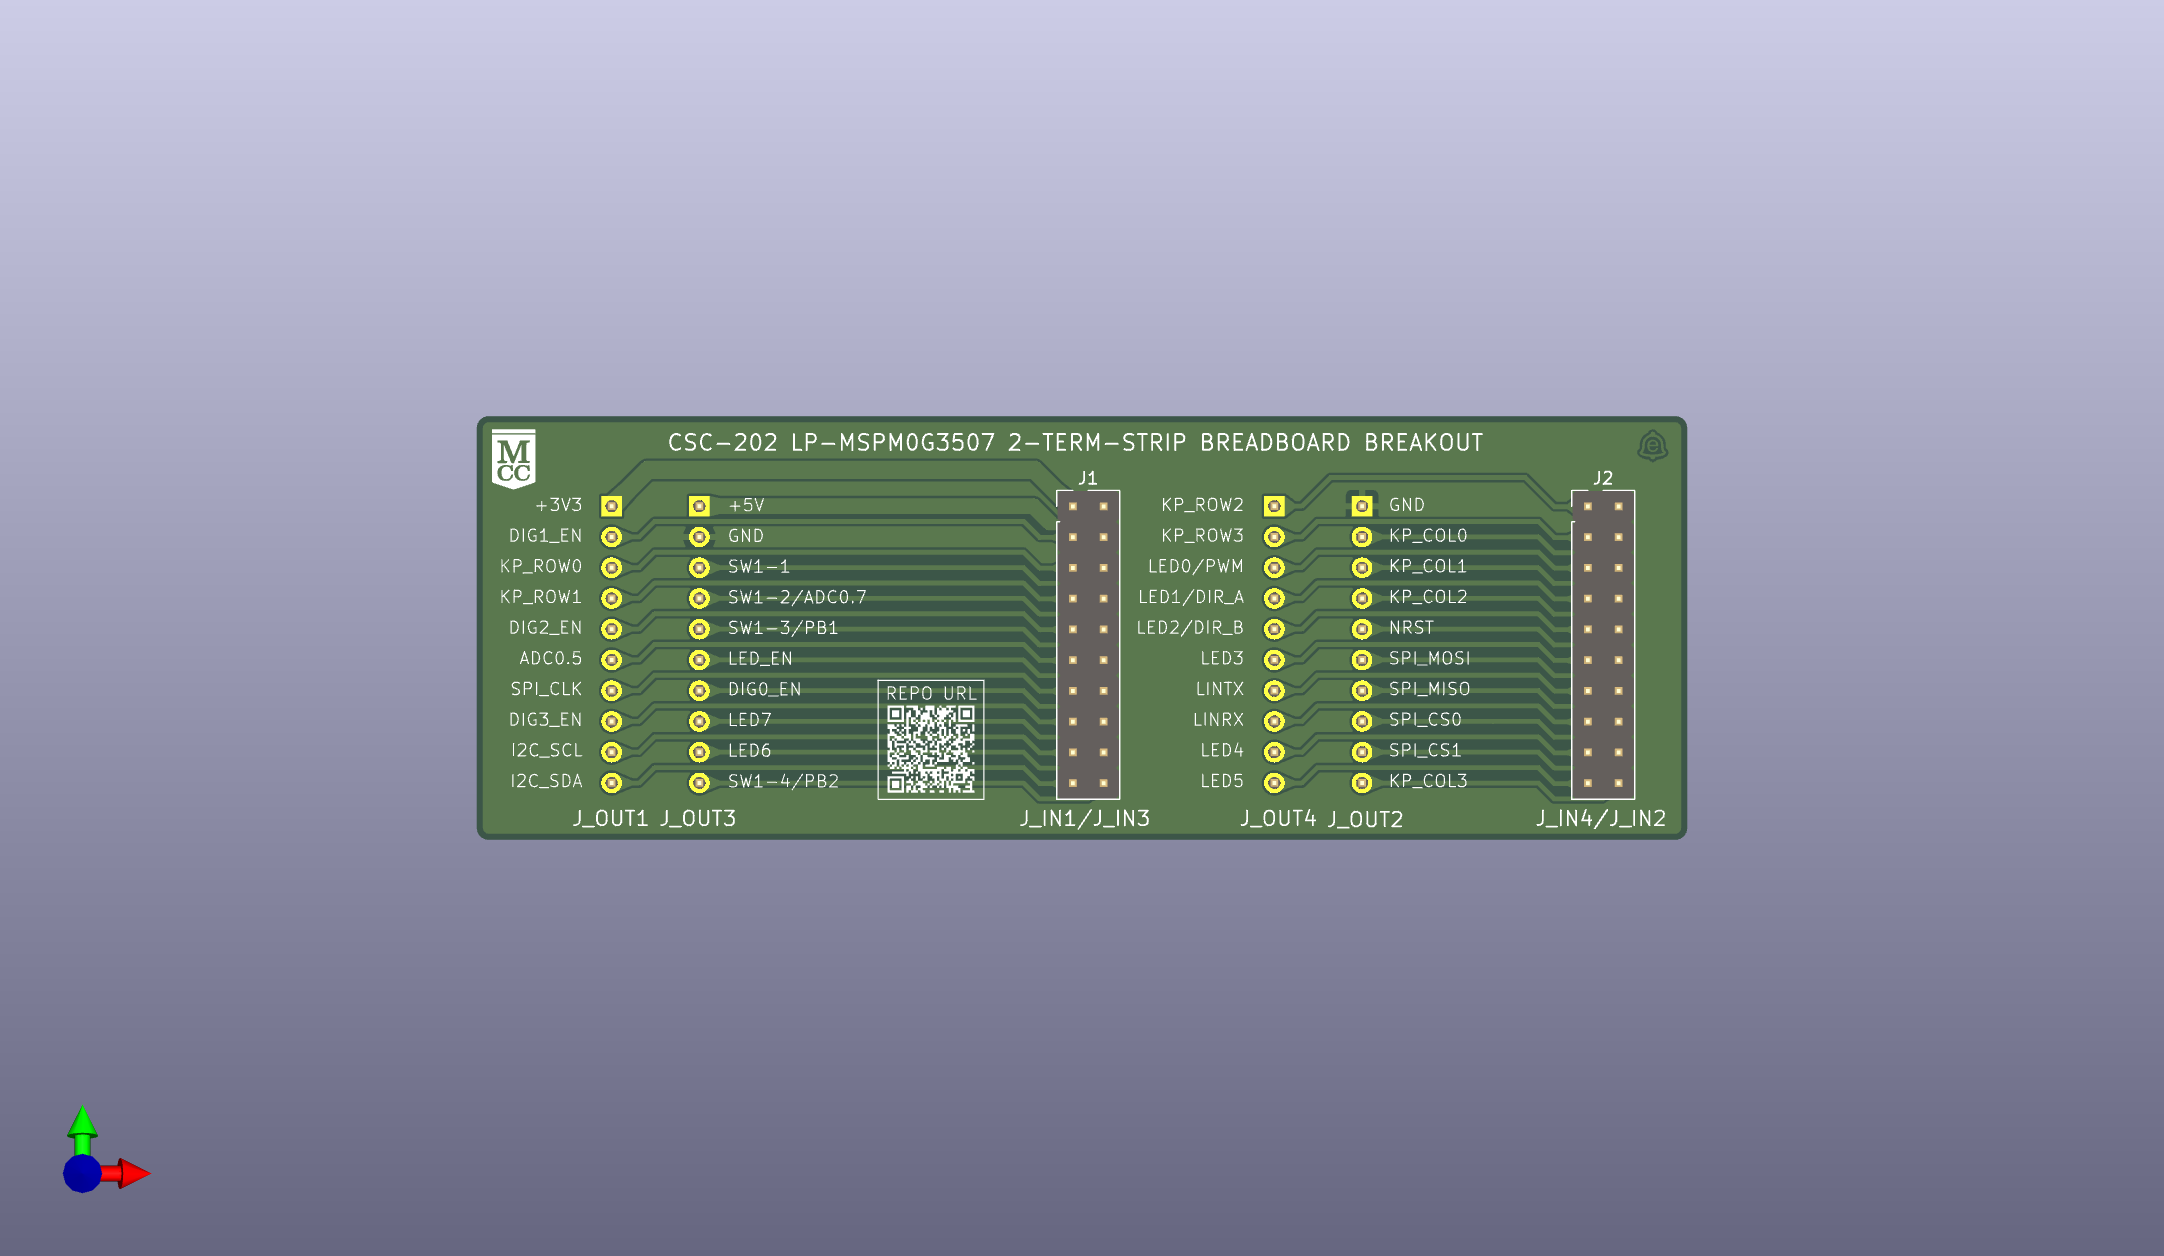 M
CC
CSC-202 LP-MSPM0G3507 2-TERM-STRIP BREADBOARD BREAKOUT
e
J1
J2
+3V3
+5V
KP_ROW2
GND
DIG1_EN
GND
KP_ROW3
KP_COL0
KP_ROW0
SW1-1
LED0/PWM
KP_COL1
KP_ROW1
SW1-2/ADC0.7
LED1/DIR_A
KP_COL2
DIG2_EN
SW1-3/PB1
LED2/DIR_B
NRST
ADC0.5
LED_EN
LED3
SPI_MOSI
SPI_CLK
DIG0_EN
REPO URL
LINTX
SPI_MISO
DIG3_EN
LED7
LINRX
SPI_CS0
I2C_SCL
LED6
LED4
SPI_CS1
I2C_SDA
SW1-4/PB2
LED5
KP_COL3
J_OUT1 J_OUT3
J_IN1/J_IN3
J_OUT4 J_OUT2
J_IN4/J_IN2